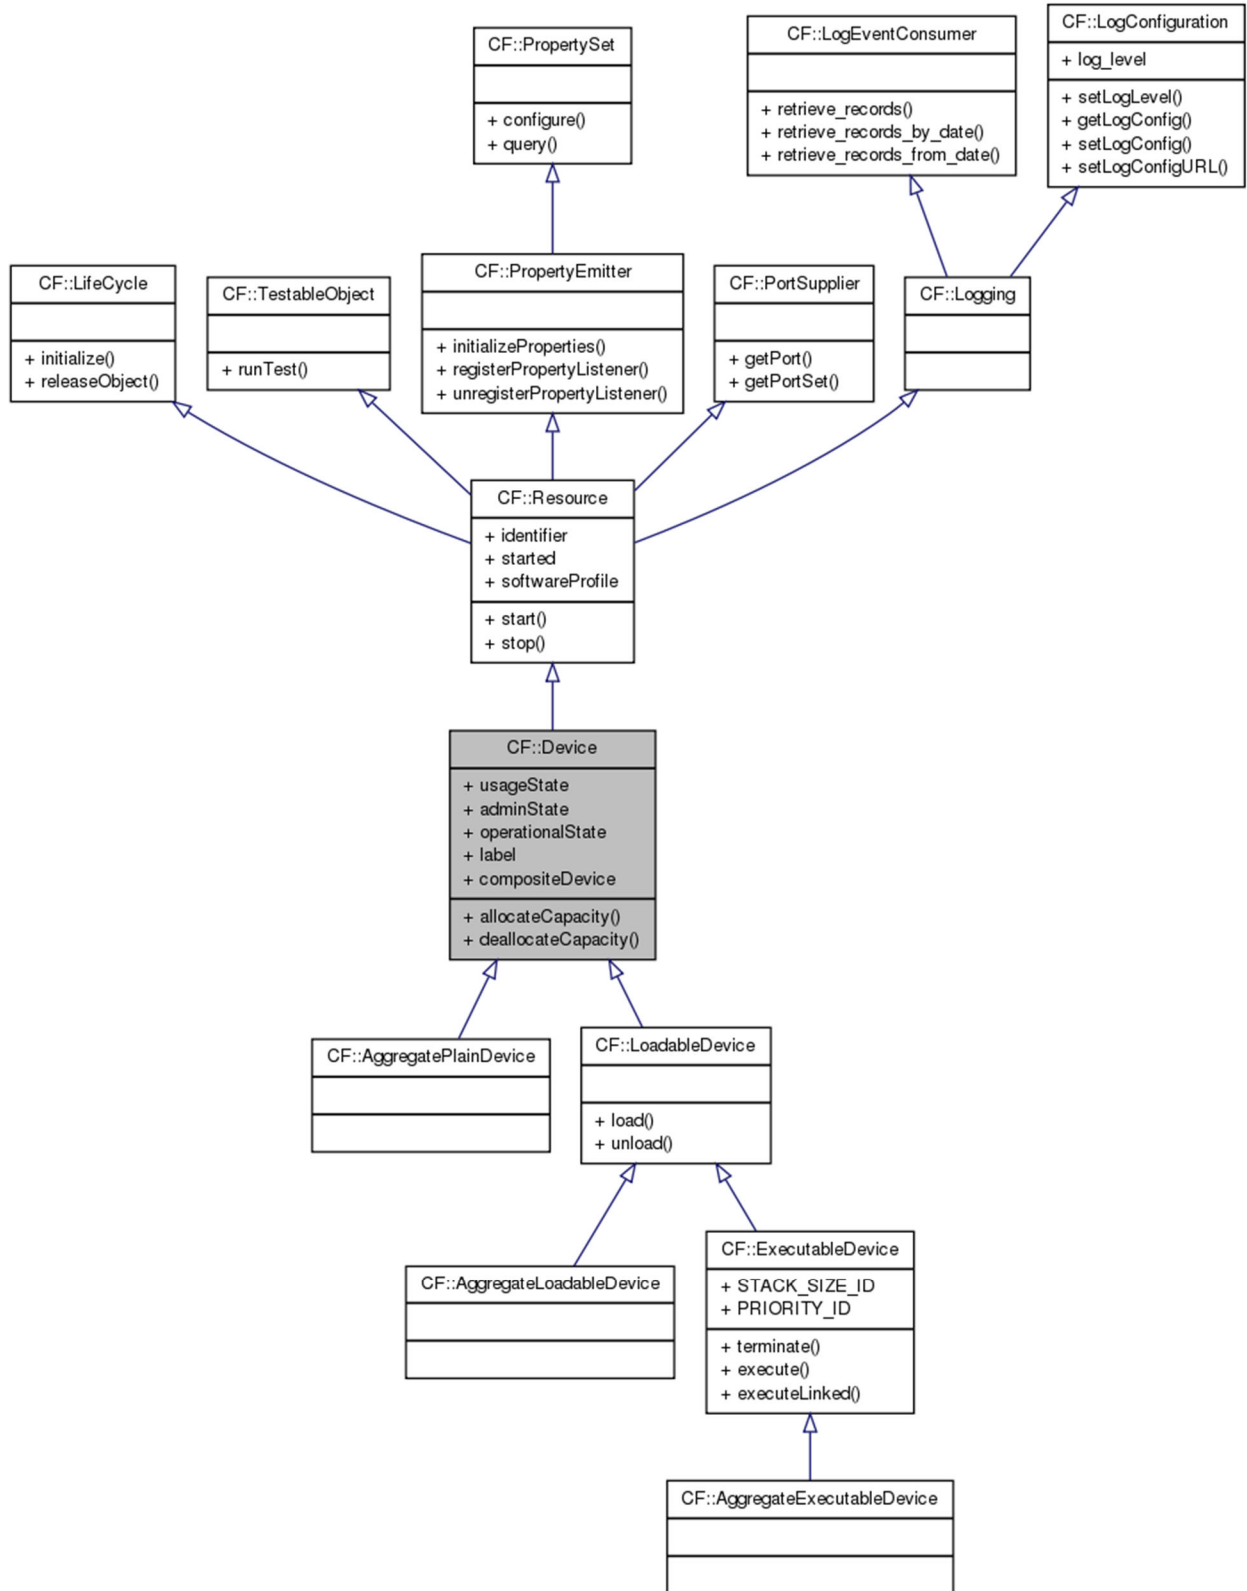 CF::PropertySet
+ configure()
+ query()
CF::LogEventConsumer
+ retrieve_records()
+ retrieve_records_by_date()
+ retrieve_records_from_date()
CF::LogConfiguration
+ log_level
+ setLogLevel()
+ getLogConfig()
+ setLogConfig()
+ setLogConfigURL()
CF::LifeCycle
+ initialize()
+ releaseObject()
CF::TestableObject
+ runTest()
CF::PropertyEmitter
+ initializeProperties()
+ registerPropertyListener()
+ unregisterPropertyListener()
CF::PortSupplier
+ getPort()
+ getPortSet()
CF::Logging
CF::Resource
+ identifier
+ started
+ softwareProfile
+ start()
+ stop()
CF::Device
+ usageState
+ adminState
+ operationalState
+ label
+ compositeDevice
+ allocateCapacity()
+ deallocateCapacity()
CF::AggregatePlainDevice
CF::LoadableDevice
+ load()
+ unload()
CF::AggregateLoadableDevice
CF::ExecutableDevice
+ STACK_SIZE_ID
+ PRIORITY_ID
+ terminate()
+ execute()
+ executeLinked()
CF::AggregateExecutableDevice